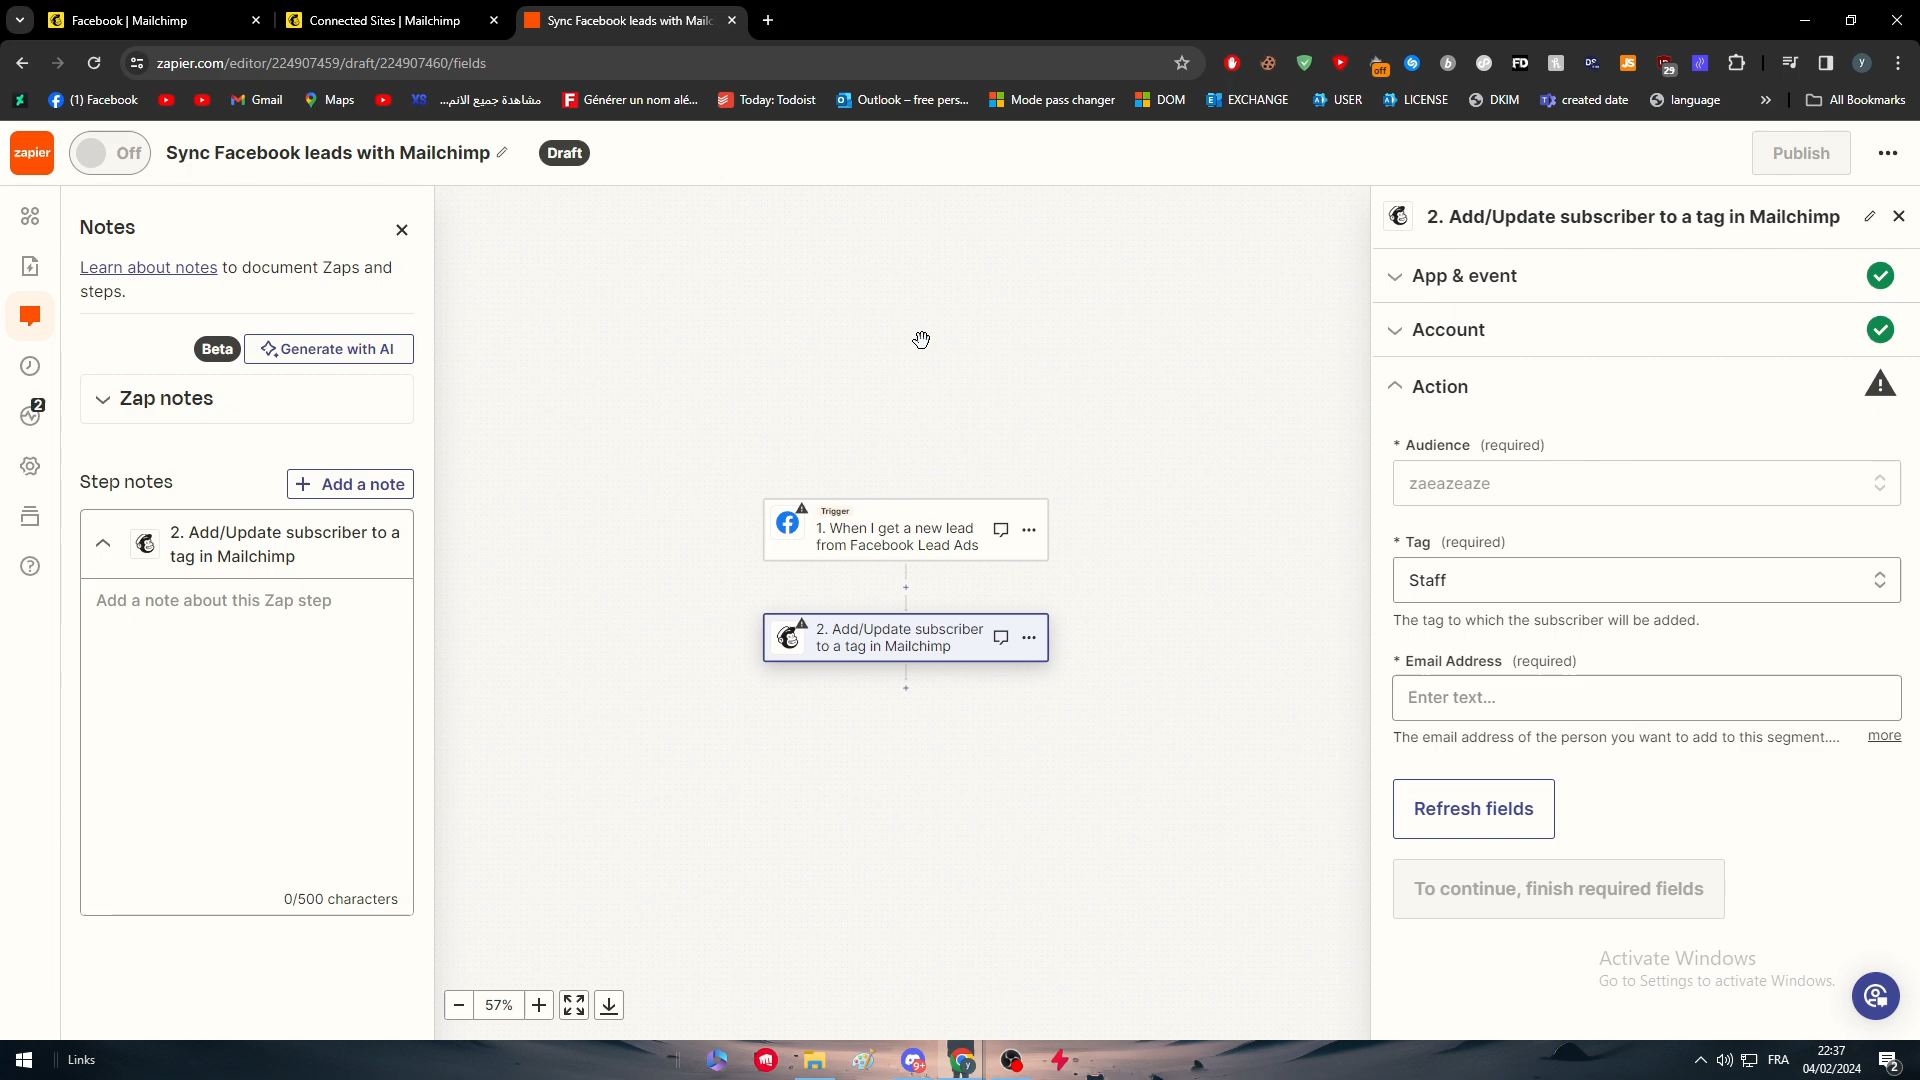 Facebook | Mailchimp
Connected Sites | Mailchimp
Sync Facebook leads with Mailc
zapier.com/editor/224907459/draft/224907460/fields
off
FD
JS
29
y
(1) Facebook
Gmail
Maps
XS
مشاهدة جميع الانم...
Générer un nom alé...
Today: Todoist
Outlook – free pers...
Mode pass changer
DOM
EXCHANGE
USER
LICENSE
DKIM
created date
language
All Bookmarks
zapier
Off
Sync Facebook leads with Mailchimp
Draft
Publish
Notes
Learn about notes to document Zaps and
steps.
Beta
Generate with AI
Zap notes
2
Step notes
+ Add a note
2. Add/Update subscriber to a
tag in Mailchimp
Add a note about this Zap step
0/500 characters
Trigger
1. When I get a new lead
from Facebook Lead Ads
2. Add/Update subscriber
to a tag in Mailchimp
57%
2. Add/Update subscriber to a tag in Mailchimp
App & event
Account
Action
* Audience (required)
zaeazeaze
* Tag (required)
Staff
The tag to which the subscriber will be added.
* Email Address (required)
Enter text...
The email address of the person you want to add to this segment....
more
Refresh fields
To continue, finish required fields
Activate Windows
Go to Settings to activate Windows.
Links
9+
FRA
22:37
04/02/2024
2